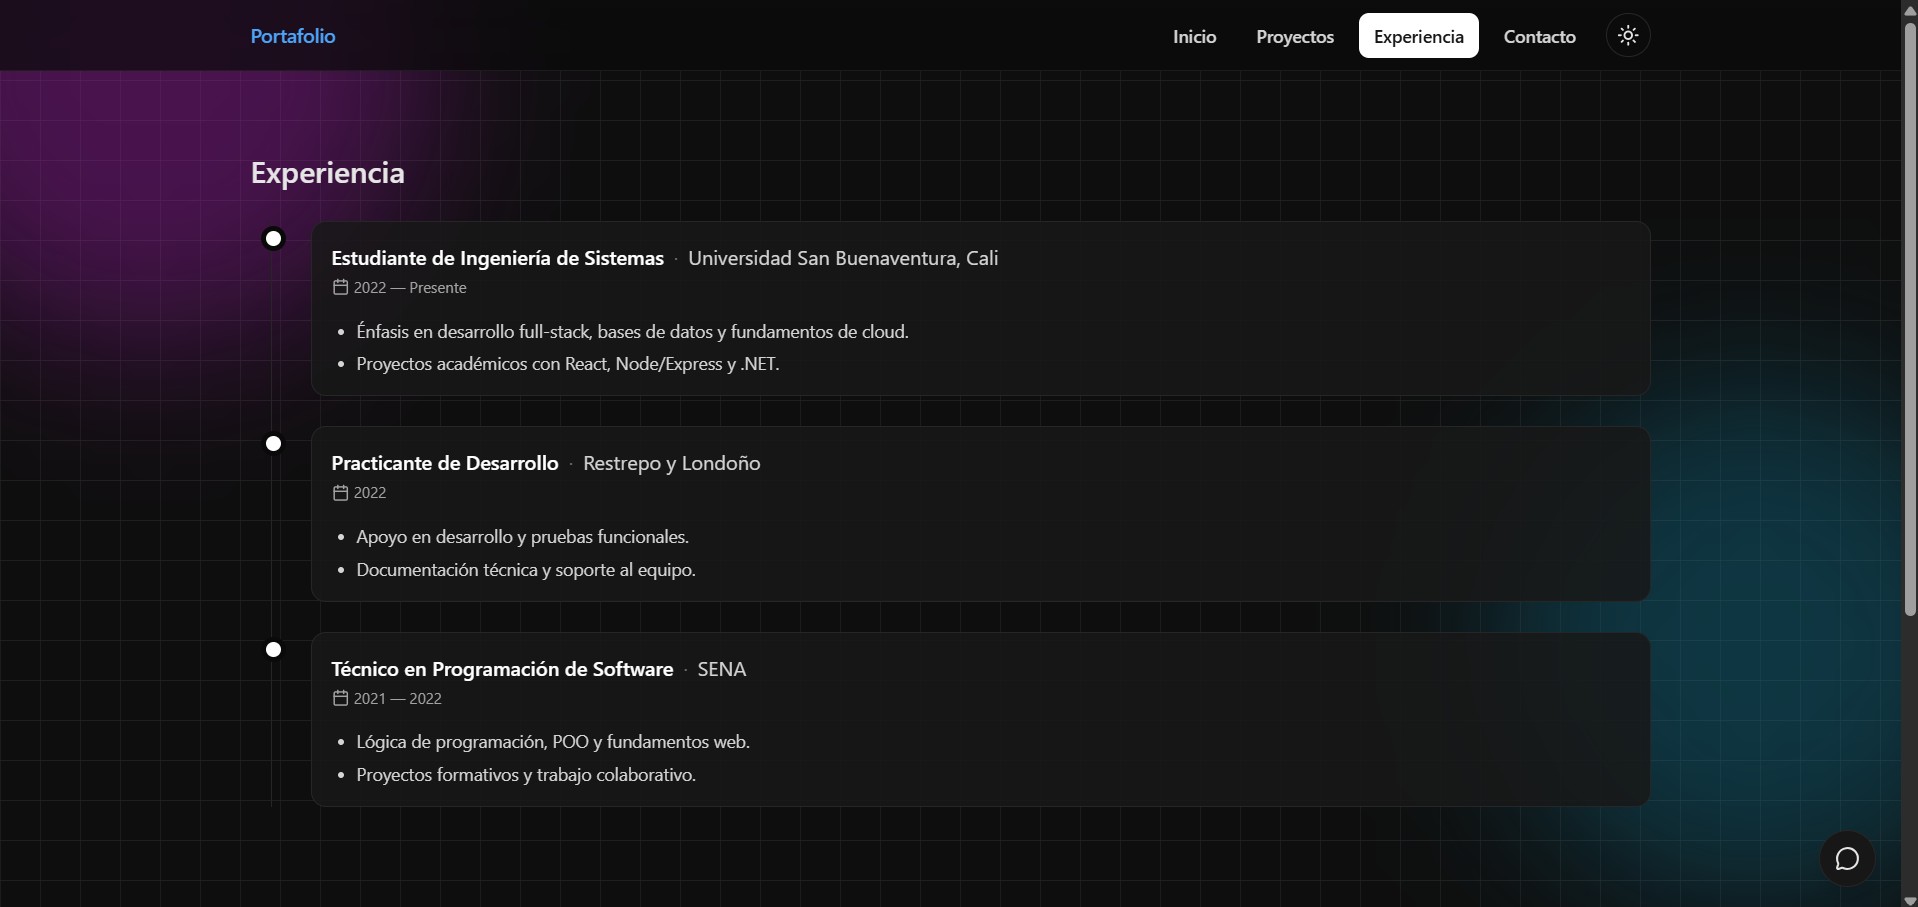 Portafolio
Inicio Proyectos Experiencia Contacto
Experiencia
Estudiante de Ingeniería de Sistemas · Universidad San Buenaventura, Cali
2022 — Presente
• Énfasis en desarrollo full-stack, bases de datos y fundamentos de cloud.
• Proyectos académicos con React, Node/Express y .NET.
Practicante de Desarrollo · Restrepo y Londoño
2022
• Apoyo en desarrollo y pruebas funcionales.
• Documentación técnica y soporte al equipo.
Técnico en Programación de Software · SENA
2021 — 2022
• Lógica de programación, POO y fundamentos web.
• Proyectos formativos y trabajo colaborativo.